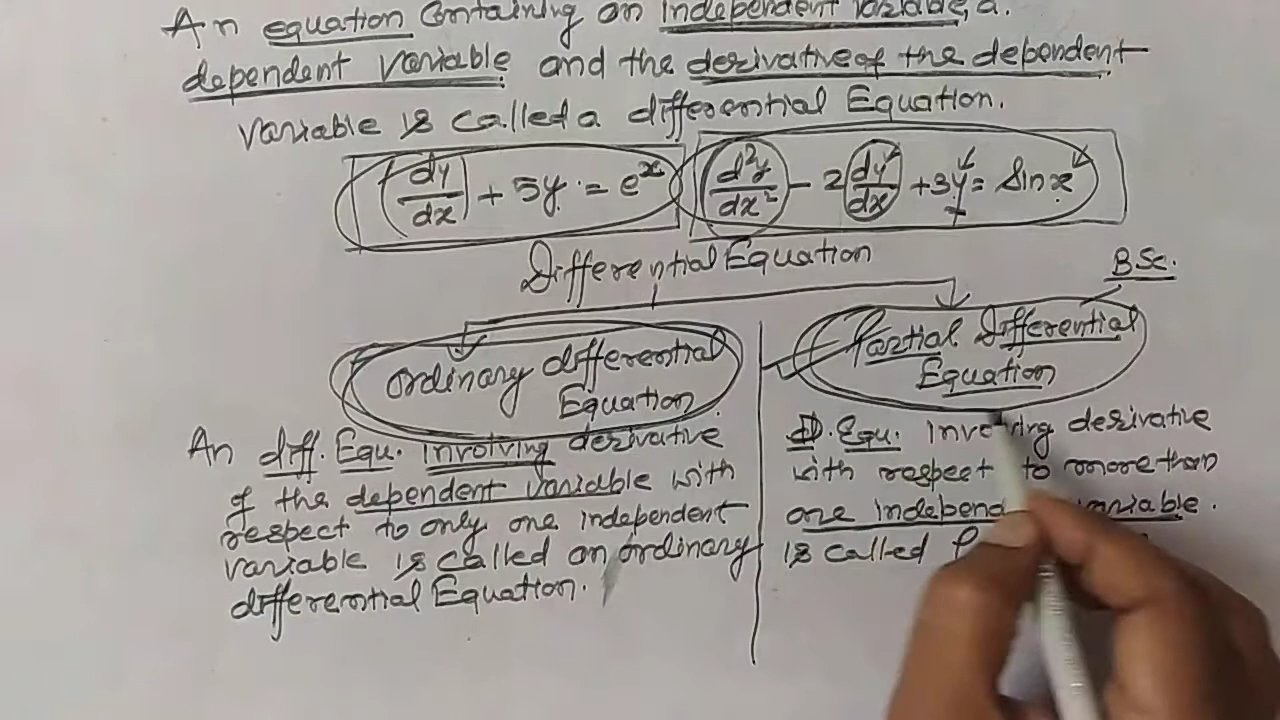 An equation containing an independent variable, a.
dependent variable and the derivative of the dependent
variable is called a differential Equation.
dy/dx + 5y = e^x d²y/dx² - 2 dy/dx + 3y = Sin x
Differential Equation
BSc.
ordinary differential
Equation.
Partial Differential
Equation
An diff. Equ. involving derivative
of the dependent variable with
respect to only one independent
variable is called an ordinary
differential Equation.
D. Equ. involving derivative
with respect to more than
one independ variable.
is called